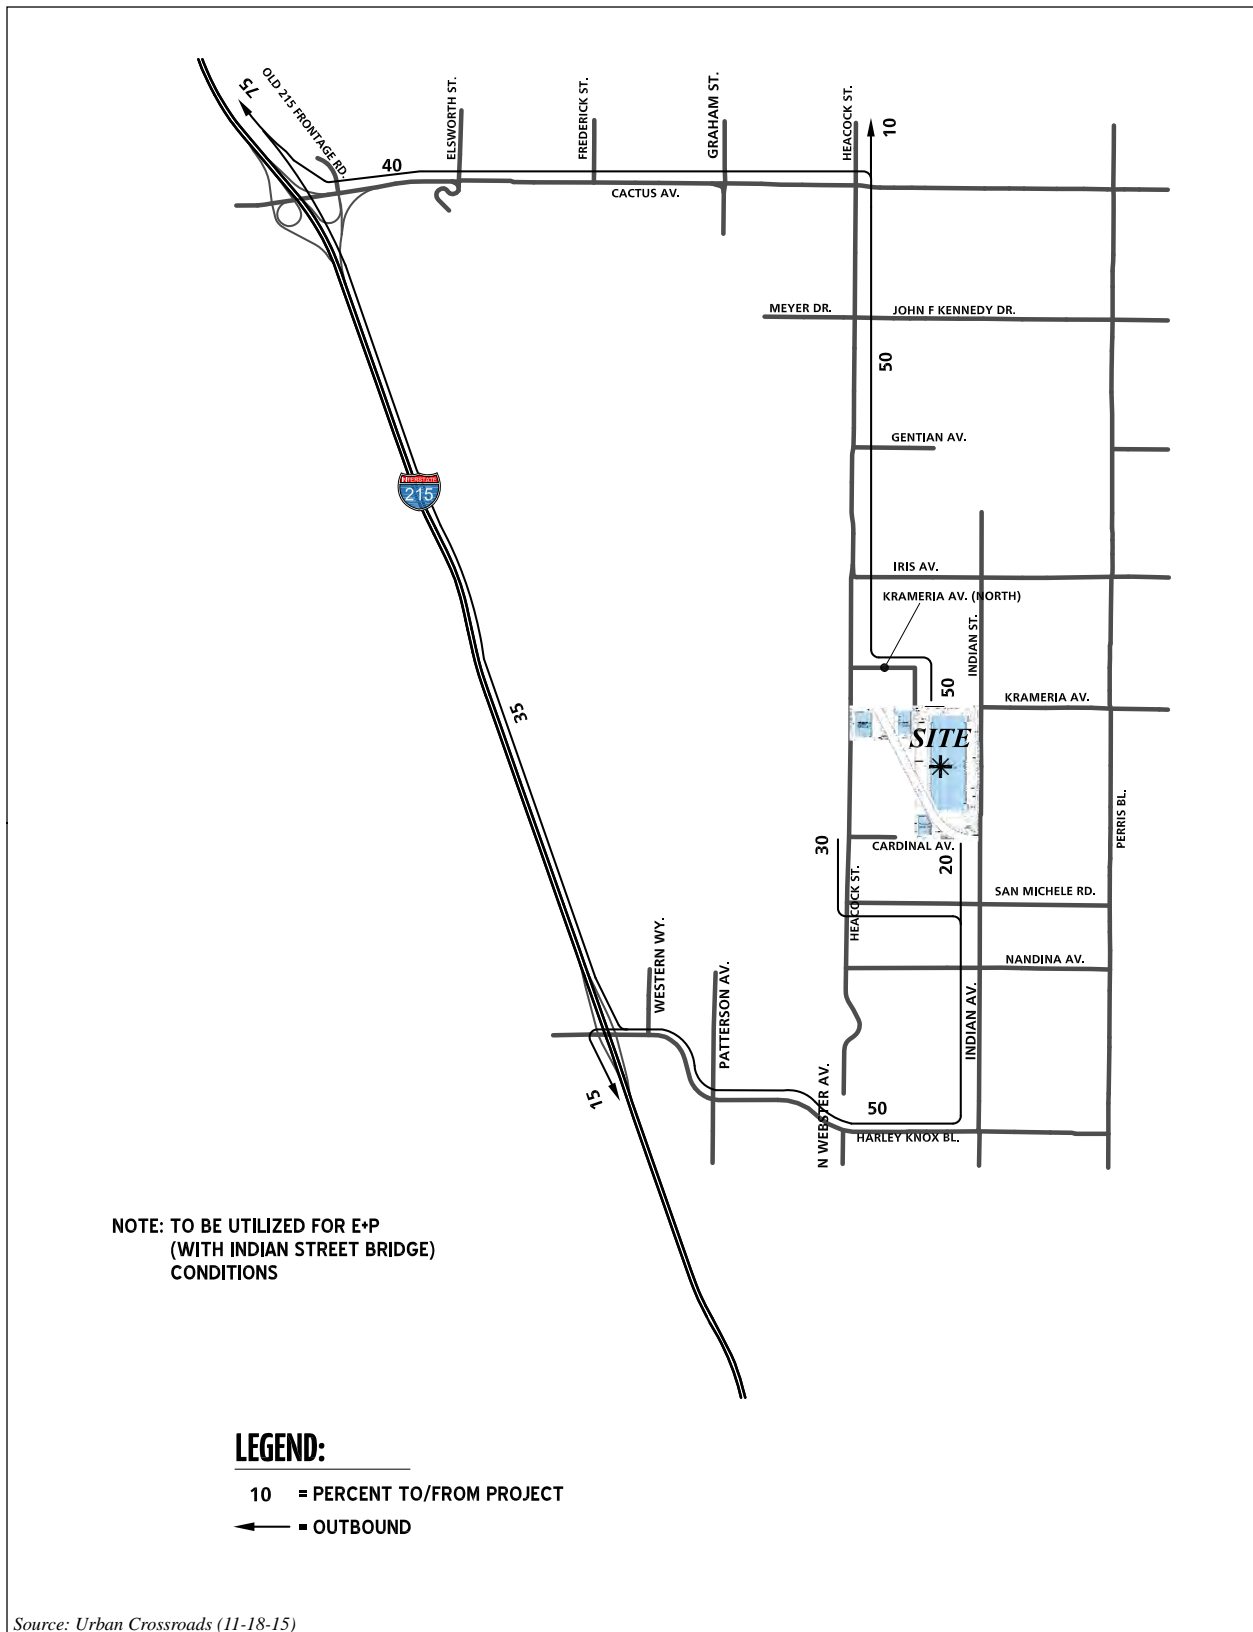 75
OLD 215 FRONTAGE RD.
ELSWORTH ST.
FREDERICK ST.
GRAHAM ST.
HEACOCK ST.
10
40
CACTUS AV.
MEYER DR.
JOHN F KENNEDY DR.
50
GENTIAN AV.
INTERSTATE
215
IRIS AV.
KRAMERIA AV. (NORTH)
INDIAN ST.
50
KRAMERIA AV.
35
SITE
PERRIS BL.
30
CARDINAL AV.
20
HEACOCK ST.
SAN MICHELE RD.
WESTERN WY.
PATTERSON AV.
NANDINA AV.
INDIAN AV.
15
N WEBSTER AV.
50
HARLEY KNOX BL.
NOTE: TO BE UTILIZED FOR E+P
(WITH INDIAN STREET BRIDGE)
CONDITIONS
LEGEND:
10 = PERCENT TO/FROM PROJECT
= OUTBOUND
Source: Urban Crossroads (11-18-15)